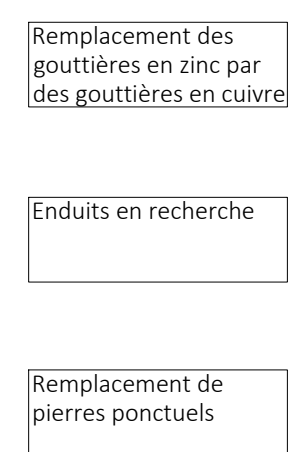 Remplacement des
gouttières en zinc par
des gouttières en cuivre
Enduits en recherche
Remplacement de
pierres ponctuels